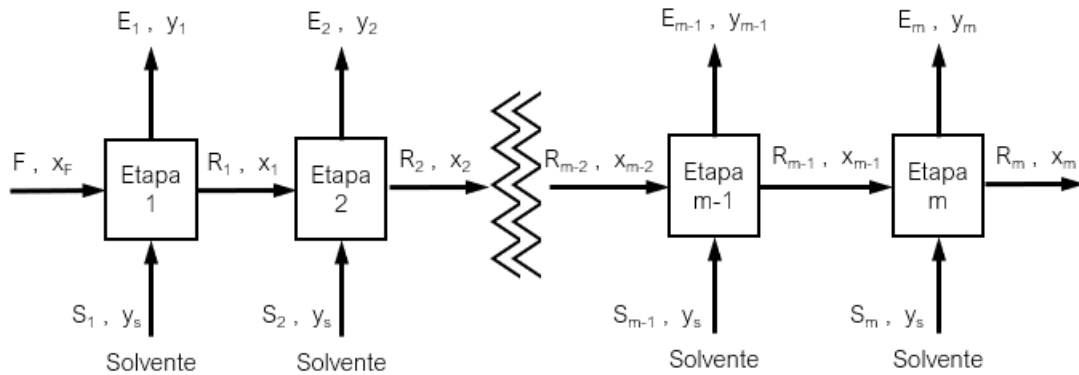 E₁ , y₁
E₂ , y₂
Eₘ₋₁ , yₘ₋₁
Eₘ , yₘ
F , x_F
Etapa
1
R₁ , x₁
Etapa
2
R₂ , x₂
Rₘ₋₂ , xₘ₋₂
Etapa
m-1
Rₘ₋₁ , xₘ₋₁
Etapa
m
Rₘ , xₘ
S₁ , yₛ
S₂ , yₛ
Sₘ₋₁ , yₛ
Sₘ , yₛ
Solvente
Solvente
Solvente
Solvente